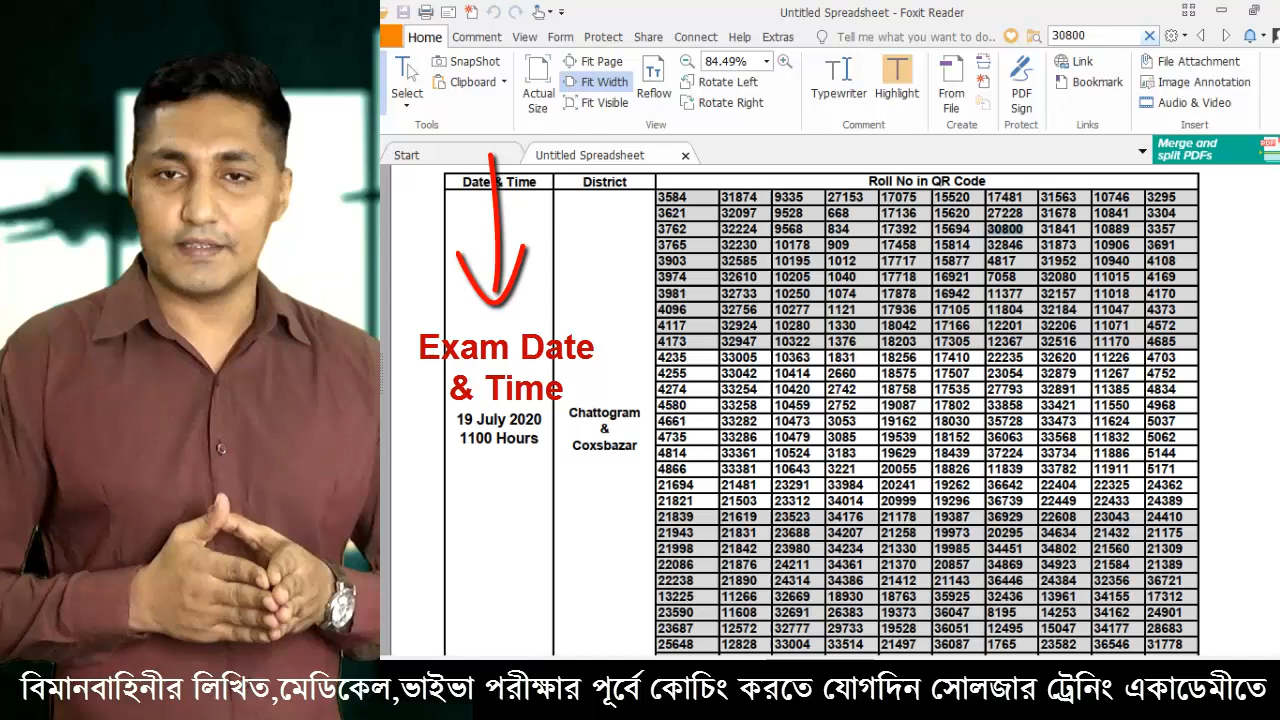 Untitled Spreadsheet - Foxit Reader
Home Comment View Form Protect Share Connect Help Extras Tell me what you want to do.. 30800
Select
SnapShot
Clipboard
Tools
Actual Size
Fit Page
Fit Width
Fit Visible
Reflow
84.49%
Rotate Left
Rotate Right
View
Typewriter Highlight
Comment
From File
Create
PDF Sign
Protect
Link
Bookmark
Links
File Attachment
Image Annotation
Audio & Video
Insert
Start Untitled Spreadsheet
Merge and split PDFs
Date & Time District Roll No in QR Code
3584 31874 9335 27153 17075 15520 17481 31563 10746 3295
3621 32097 9528 668 17136 15620 27228 31678 10841 3304
3762 32224 9568 834 17392 15694 30800 31841 10889 3357
3765 32230 10178 909 17458 15814 32846 31873 10906 3691
3903 32585 10195 1012 17717 15877 4817 31952 10940 4108
3974 32610 10205 1040 17718 16921 7058 32080 11015 4169
3981 32733 10250 1074 17878 16942 11377 32157 11018 4170
4096 32756 10277 1121 17936 17105 11804 32184 11047 4373
4117 32924 10280 1330 18042 17166 12201 32206 11071 4572
4173 32947 10322 1376 18203 17305 12367 32516 11170 4685
4235 33005 10363 1831 18256 17410 22235 32620 11226 4703
4255 33042 10414 2660 18575 17507 23054 32879 11267 4752
4274 33254 10420 2742 18758 17535 27793 32891 11385 4834
4580 33258 10459 2752 19087 17802 33858 33421 11550 4968
4661 33282 10473 3053 19162 18030 35728 33473 11624 5037
4735 33286 10479 3085 19539 18152 36063 33568 11832 5062
4814 33361 10524 3183 19629 18439 37224 33734 11886 5144
4866 33381 10643 3221 20055 18826 11839 33782 11911 5171
21694 21481 23291 33984 20241 19262 36642 22404 22325 24362
21821 21503 23312 34014 20999 19296 36739 22449 22433 24389
21839 21619 23523 34176 21178 19387 36929 22608 23043 24410
21943 21831 23688 34207 21258 19973 20295 34634 21432 21175
21998 21842 23980 34234 21330 19985 34451 34802 21560 21309
22086 21876 24211 34361 21370 20857 34869 34923 21584 21389
22238 21890 24314 34386 21412 21143 36446 24384 32356 36721
13225 11266 32669 18930 18763 35925 32436 13961 34155 17312
23590 11608 32691 26383 19373 36047 8195 14253 34162 24901
23687 12572 32777 29733 19528 36051 12495 15047 34177 28683
25648 12828 33004 33514 21497 36087 1765 23582 36546 31778
Exam Date
& Time
19 July 2020
1100 Hours
Chattogram
&
Coxsbazar
বিমানবাহিনীর লিখিত,মেডিকেল,ভাইভা পরীক্ষার পূর্বে কোচিং করতে যোগদিন সোলজার ট্রেনিং একাডেমীতে